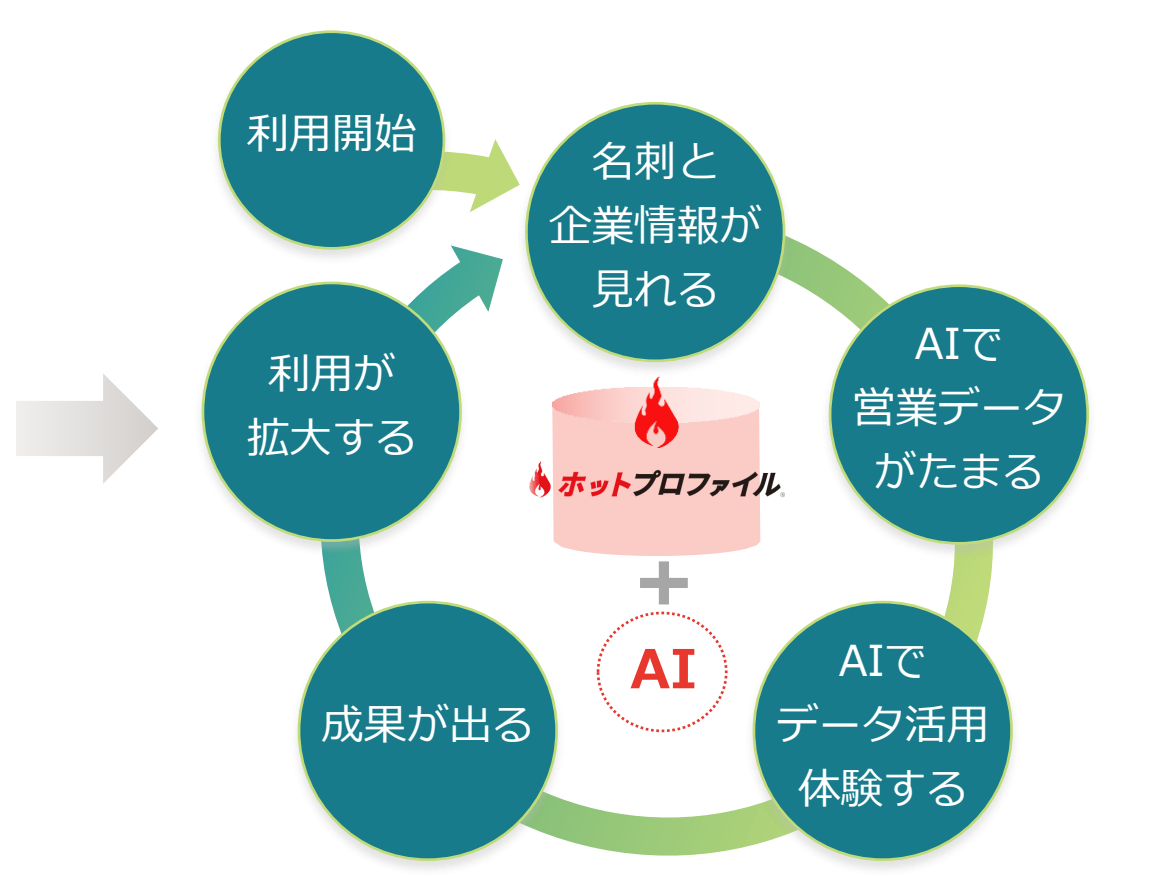 利用開始
名刺と
企業情報が
見れる
AIで
営業データ
がたまる
AIで
データ活用
体験する
成果が出る
利用が
拡大する
ホットプロファイル
+
AI